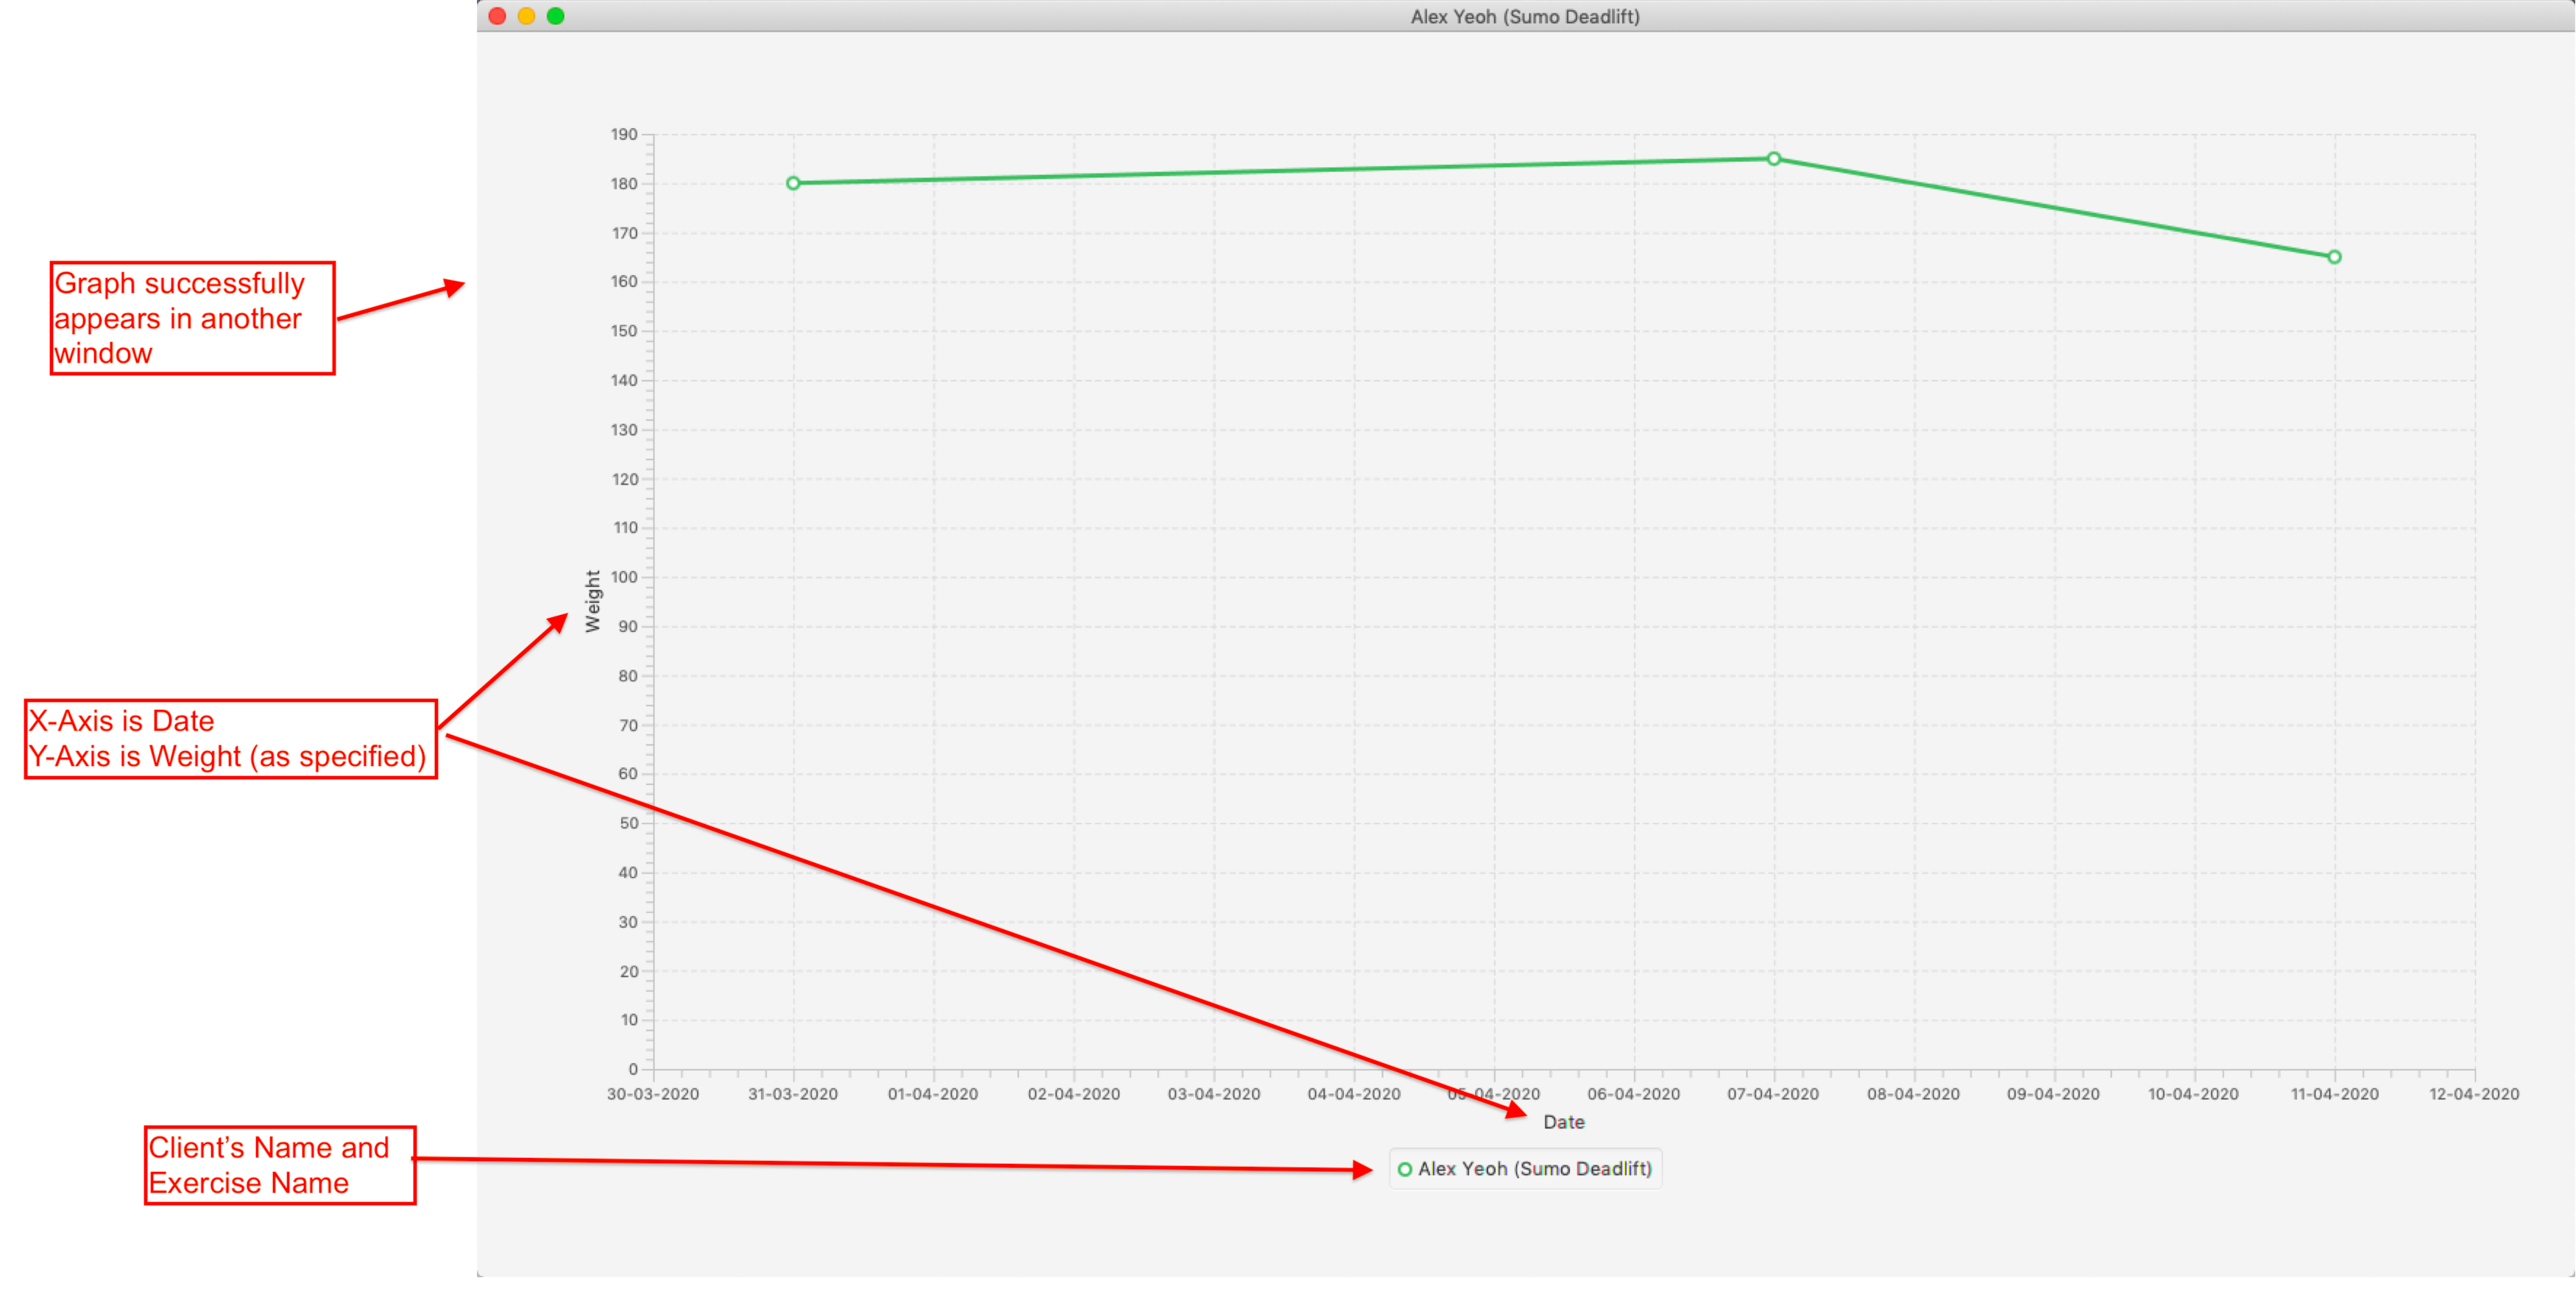 Alex Yeoh (Sumo Deadlift)
190
180
170
160
150
140
130
120
110
100
90
80
70
60
50
40
30
20
10
0
Weight
30-03-2020 31-03-2020 01-04-2020 02-04-2020 03-04-2020 04-04-2020 05-04-2020 06-04-2020 07-04-2020 08-04-2020 09-04-2020 10-04-2020 11-04-2020 12-04-2020
Date
Alex Yeoh (Sumo Deadlift)
Graph successfully
appears in another
window
X-Axis is Date
Y-Axis is Weight (as specified)
Client’s Name and
Exercise Name